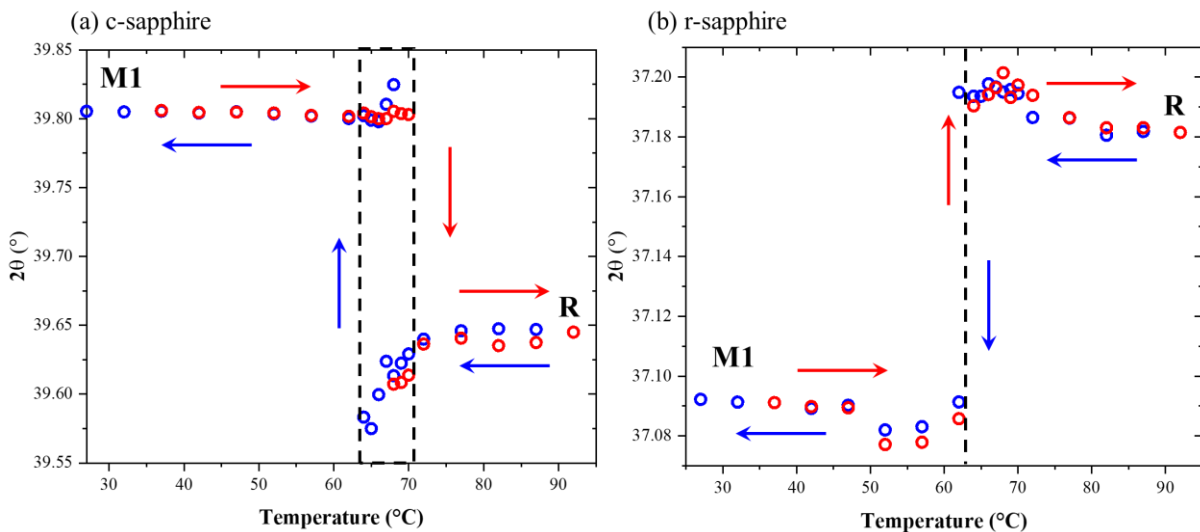 (a) c-sapphire
39.85
39.80
39.75
39.70
39.65
39.60
39.55
2θ (°)
M1
R
30 40 50 60 70 80 90
Temperature (°C)
(b) r-sapphire
37.20
37.18
37.16
37.14
37.12
37.10
37.08
2θ (°)
R
M1
30 40 50 60 70 80 90
Temperature (°C)